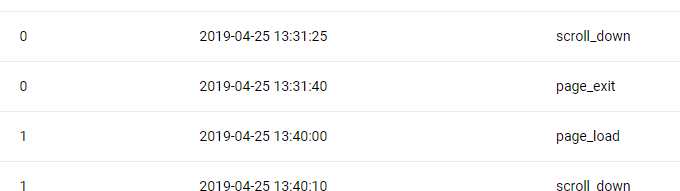 0 2019-04-25 13:31:25 scroll_down
0 2019-04-25 13:31:40 page_exit
1 2019-04-25 13:40:00 page_load
1 2019-04-25 13:40:10 scroll_down